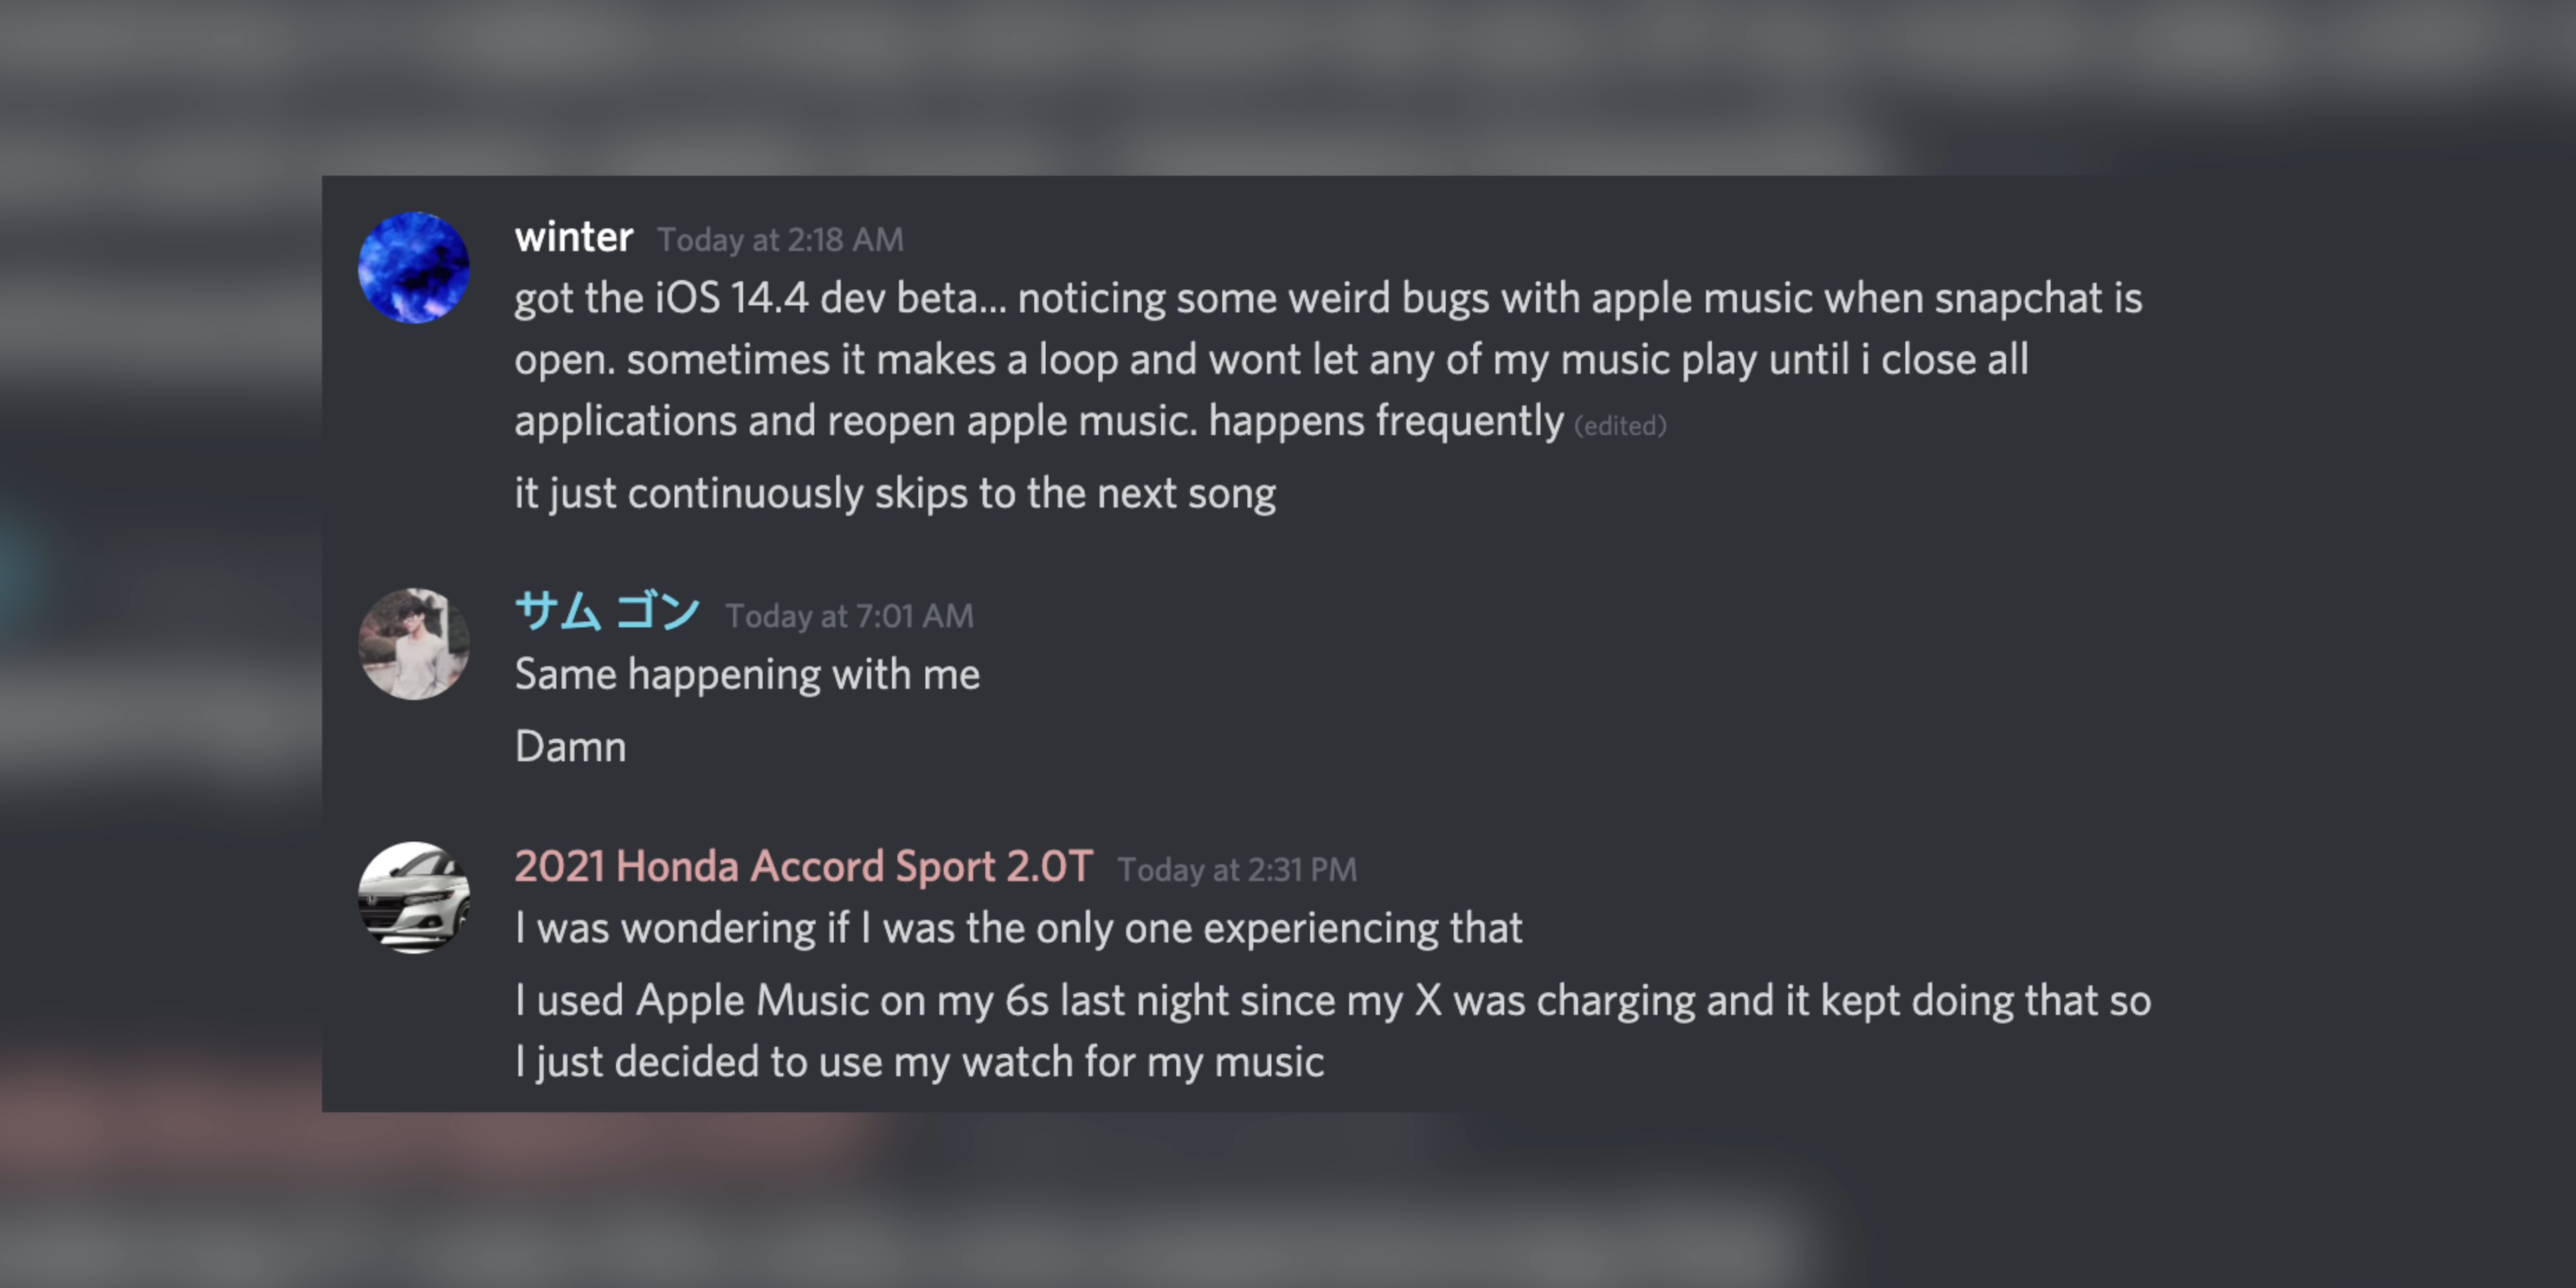 winter Today at 2:18 AM
got the iOS 14.4 dev beta... noticing some weird bugs with apple music when snapchat is
open. sometimes it makes a loop and wont let any of my music play until i close all
applications and reopen apple music. happens frequently (edited)
it just continuously skips to the next song
サム ゴン Today at 7:01 AM
Same happening with me
Damn
2021 Honda Accord Sport 2.0T Today at 2:31 PM
I was wondering if I was the only one experiencing that
I used Apple Music on my 6s last night since my X was charging and it kept doing that so
I just decided to use my watch for my music